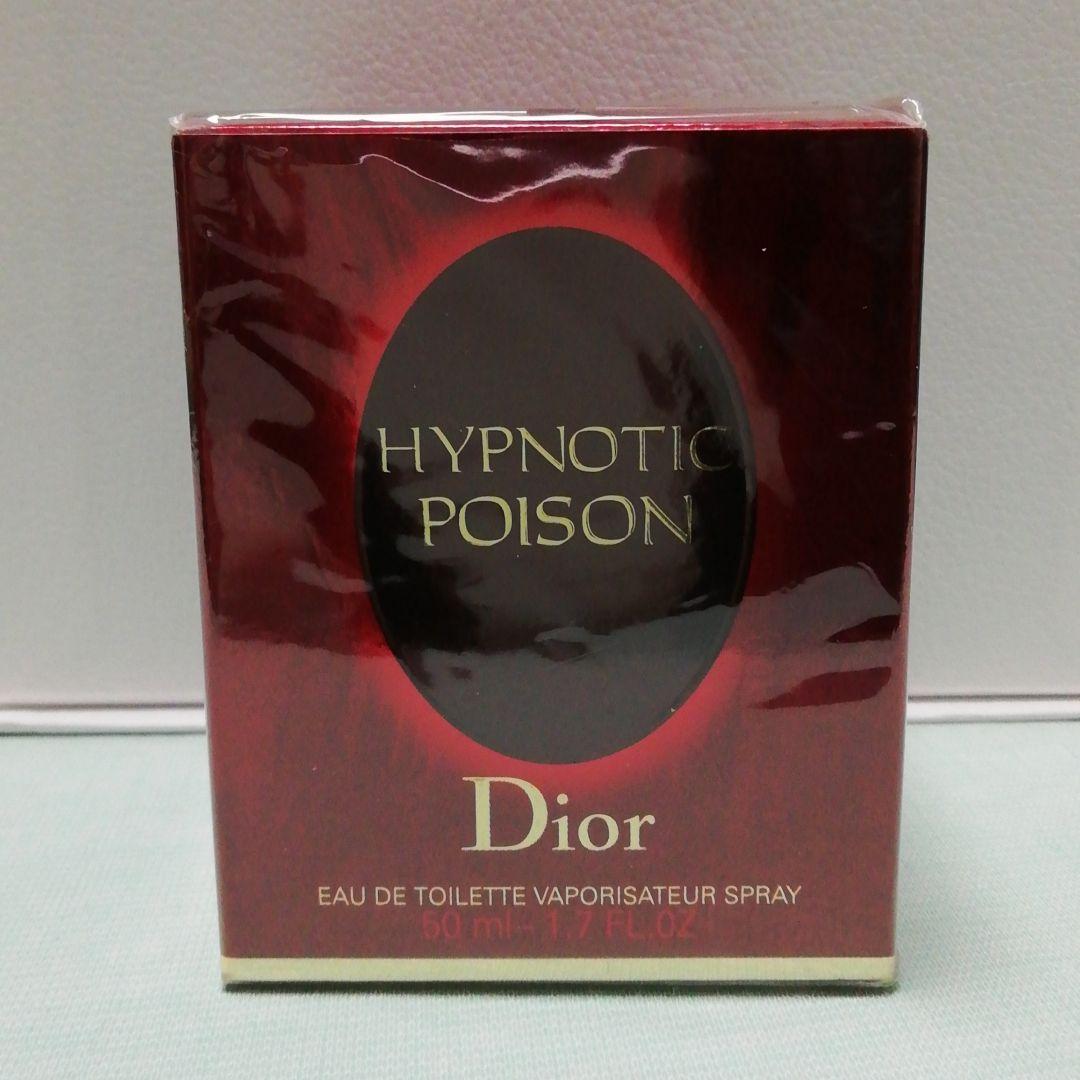 HYPNOTIC
POISON
Dior
EAU DE TOILETTE VAPORISATEUR SPRAY
50 ml - 1.7 FL.OZ